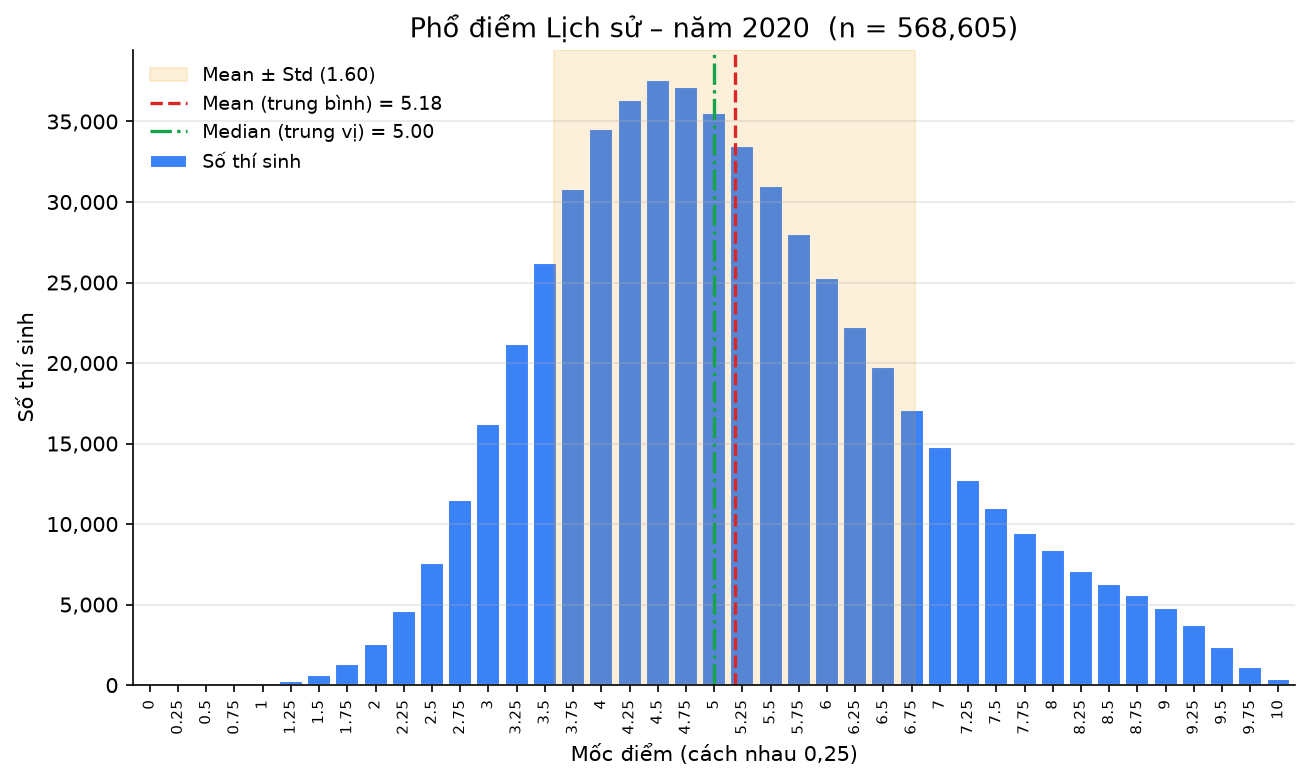 Phổ điểm Lịch sử – năm 2020 (n = 568,605)
Mean ± Std (1.60)
Mean (trung bình) = 5.18
Median (trung vị) = 5.00
Số thí sinh
Số thí sinh
35,000
30,000
25,000
20,000
15,000
10,000
5,000
0
0 0.25 0.5 0.75 1 1.25 1.5 1.75 2 2.25 2.5 2.75 3 3.25 3.5 3.75 4 4.25 4.5 4.75 5 5.25 5.5 5.75 6 6.25 6.5 6.75 7 7.25 7.5 7.75 8 8.25 8.5 8.75 9 9.25 9.5 9.75 10
Mốc điểm (cách nhau 0,25)